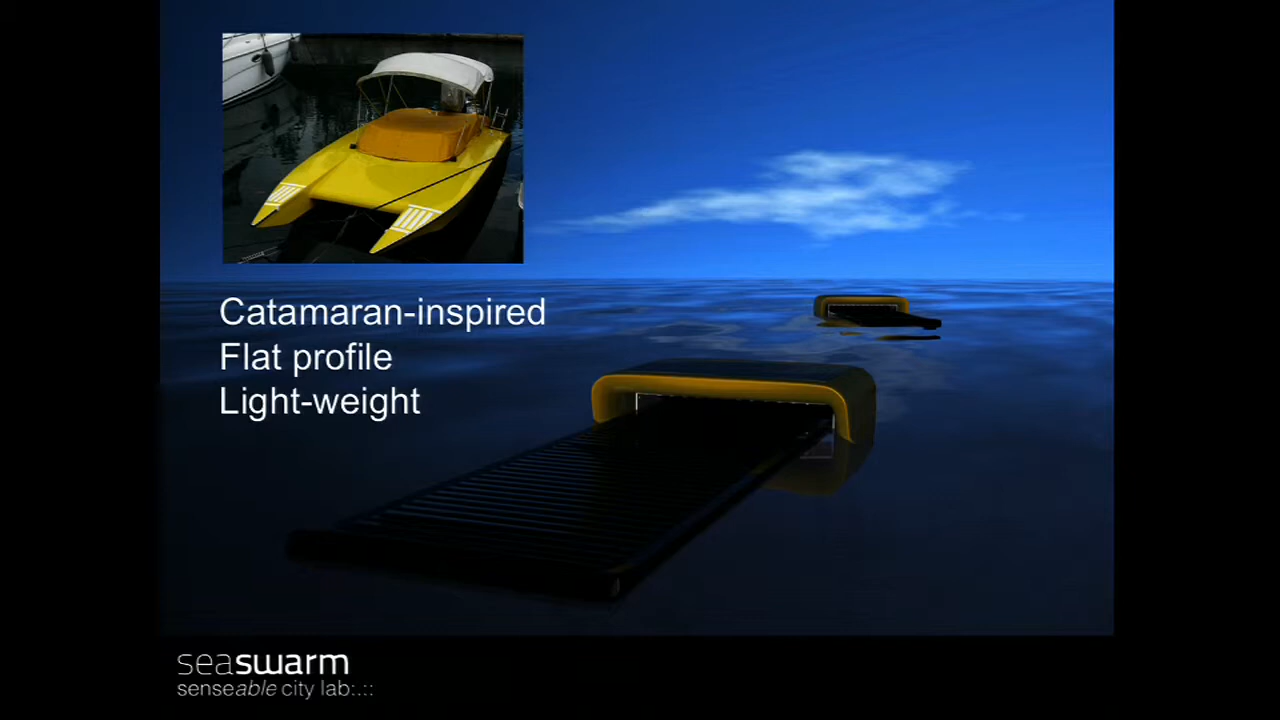 Catamaran-inspired
Flat profile
Light-weight
seaswarm
senseable city lab:.::